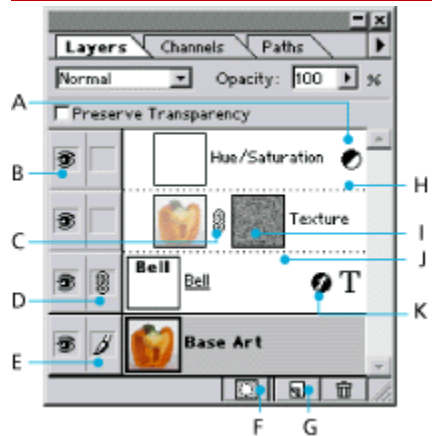 Layers Channels Paths
Normal Opacity: 100 %
Preserve Transparency
A
B
Hue/Saturation
H
C
Texture
I
J
D
Bell
Bell
T
K
E
Base Art
F
G